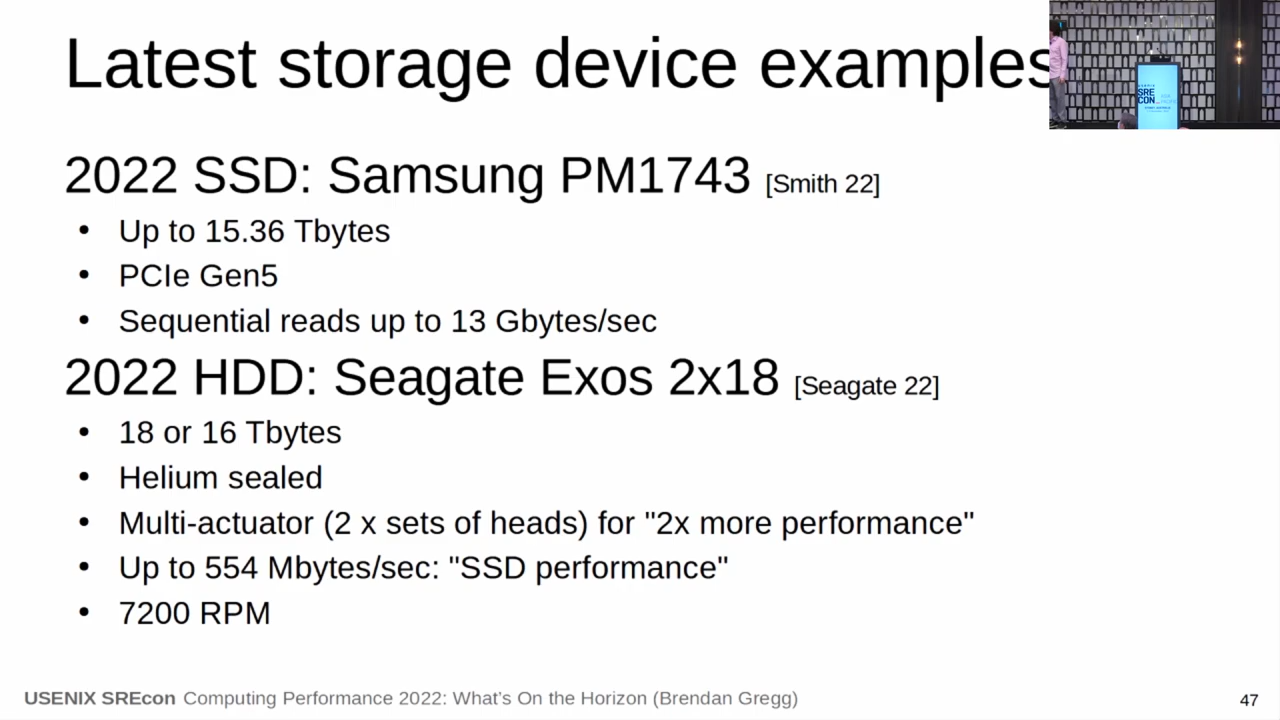 Latest storage device examples
2022 SSD: Samsung PM1743 [Smith 22]
• Up to 15.36 Tbytes
• PCIe Gen5
• Sequential reads up to 13 Gbytes/sec
2022 HDD: Seagate Exos 2x18 [Seagate 22]
• 18 or 16 Tbytes
• Helium sealed
• Multi-actuator (2 x sets of heads) for "2x more performance"
• Up to 554 Mbytes/sec: "SSD performance"
• 7200 RPM
USENIX SREcon Computing Performance 2022: What's On the Horizon (Brendan Gregg)
47
SRE
CON